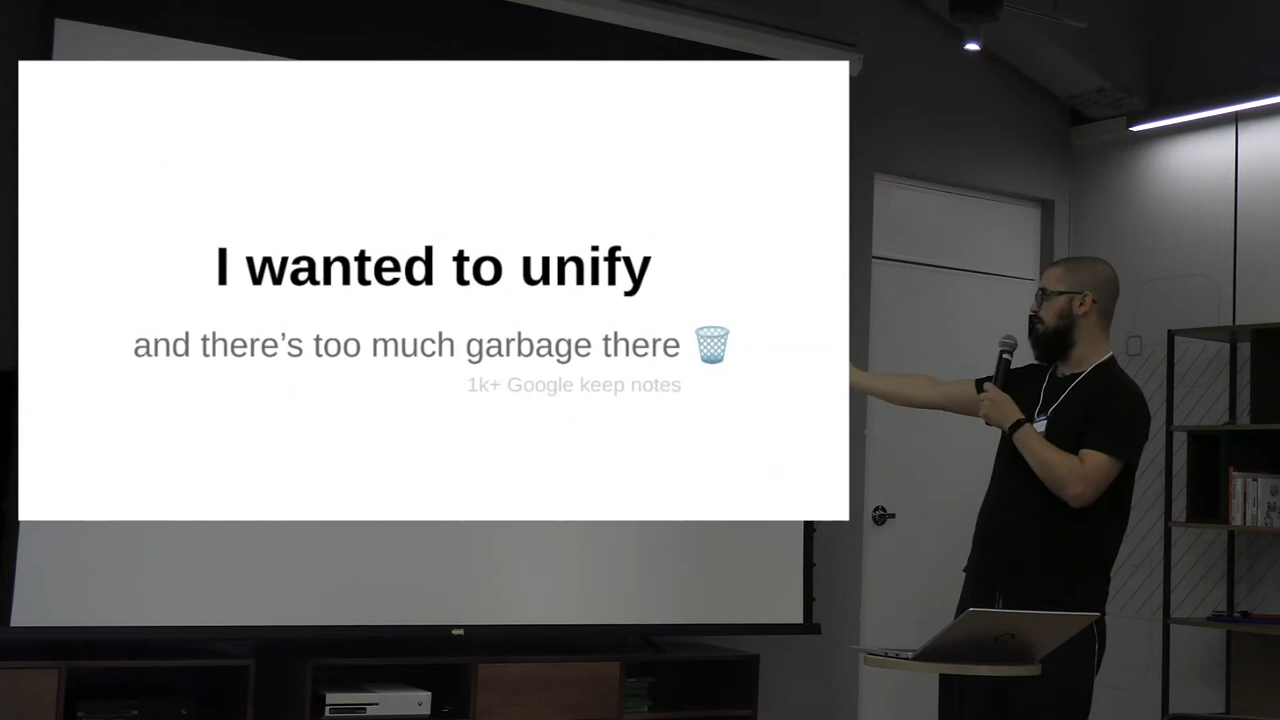 I wanted to unify
and there’s too much garbage there 🗑️
1k+ Google keep notes